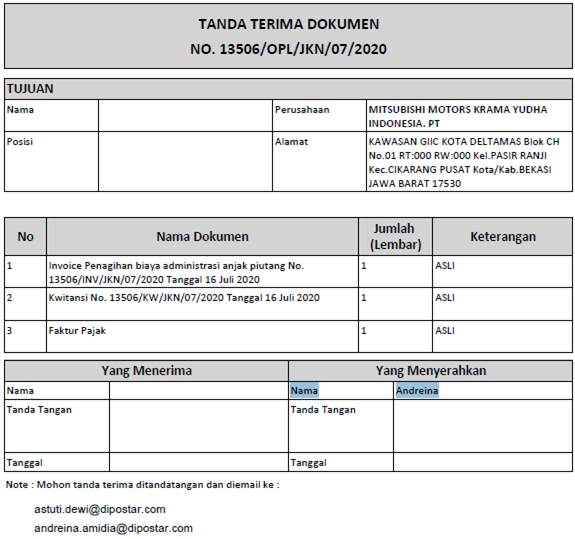 TANDA TERIMA DOKUMEN
NO. 13506/OPL/JKN/07/2020
TUJUAN
Nama
Perusahaan
MITSUBISHI MOTORS KRAMA YUDHA
INDONESIA. PT
Posisi
Alamat
KAWASAN GIIC KOTA DELTAMAS Blok CH
No.01 RT:000 RW:000 Kel.PASIR RANJI
Kec.CIKARANG PUSAT Kota/Kab.BEKASI
JAWA BARAT 17530
No Nama Dokumen Jumlah (Lembar) Keterangan
1 Invoice Penagihan biaya administrasi anjak piutang No. 1 ASLI
13506/INV/JKN/07/2020 Tanggal 16 Juli 2020
2 Kwitansi No. 13506/KW/JKN/07/2020 Tanggal 16 Juli 2020 1 ASLI
3 Faktur Pajak 1 ASLI
Yang Menerima Yang Menyerahkan
Nama Nama Andreina
Tanda Tangan Tanda Tangan
Tanggal Tanggal
Note : Mohon tanda terima ditandatangan dan diemail ke :
astuti.dewi@dipostar.com
andreina.amidia@dipostar.com